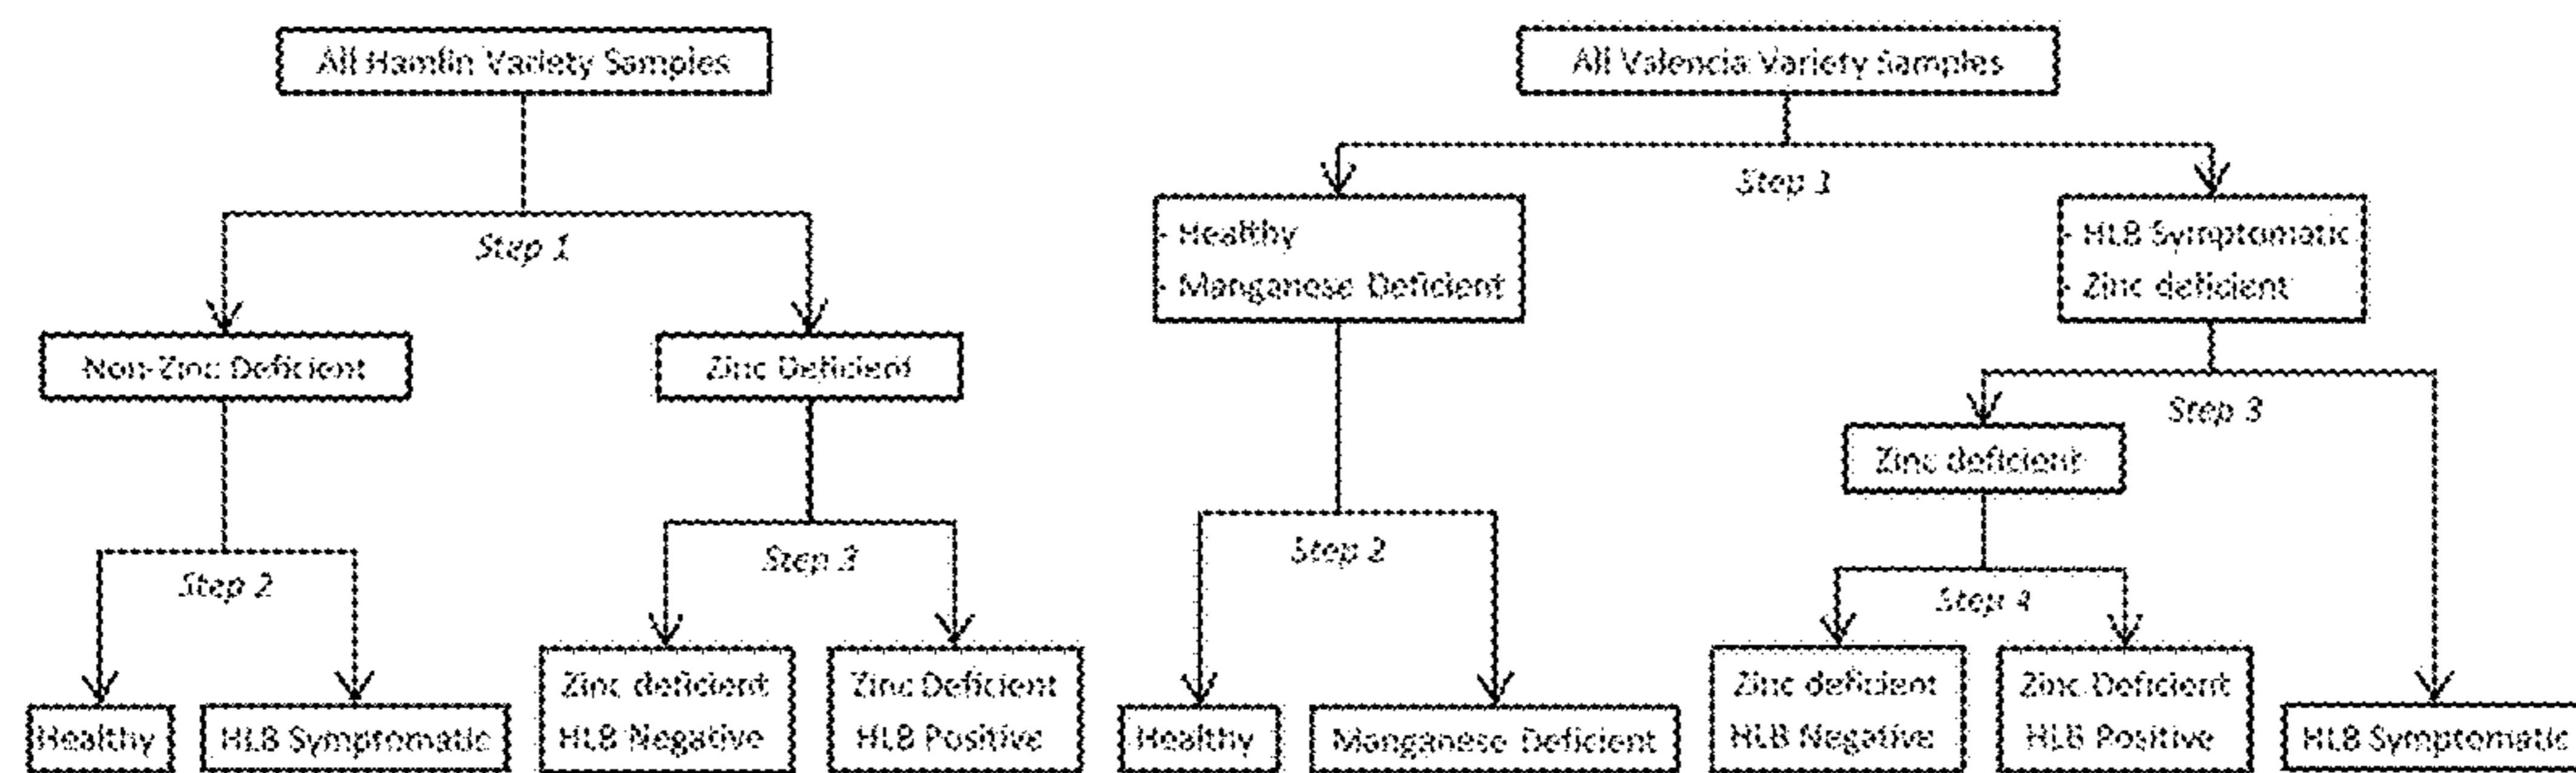 All Hamlin Variety Samples
Step 1
Non-Zinc Deficient
Zinc Deficient
Step 2
Step 3
Healthy
HLB Symptomatic
Zinc deficient
HLB Negative
Zinc Deficient
HLB Positive
All Valencia Variety Samples
Step 1
- Healthy
- Manganese Deficient
- HLB Symptomatic
- Zinc deficient
Step 3
Zinc deficient
Step 2
Step 4
Healthy
Manganese Deficient
Zinc deficient
HLB Negative
Zinc Deficient
HLB Positive
HLB Symptomatic